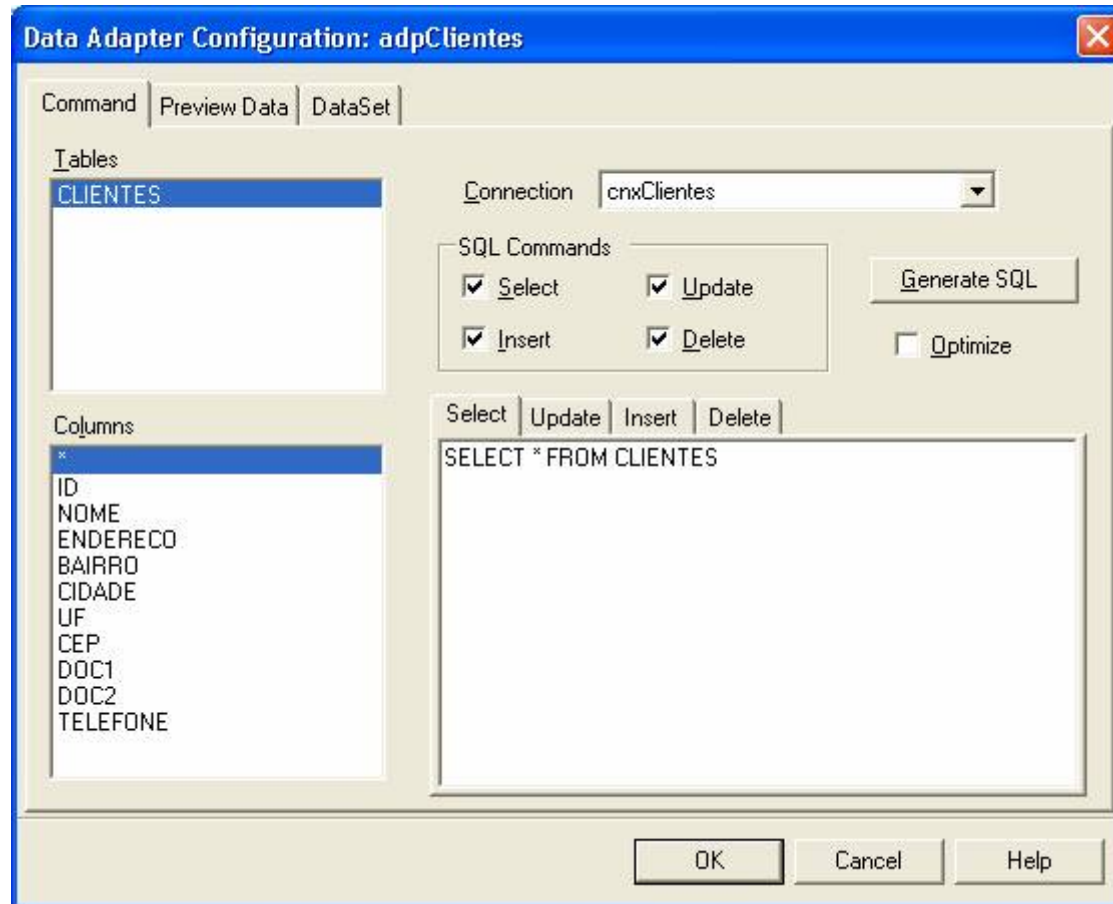 Data Adapter Configuration: adpClientes
Command
Preview Data
DataSet
Tables
CLIENTES
Connection
cnxClientes
SQL Commands
Select
Update
Insert
Delete
Generate SQL
Optimize
Columns
*
ID
NOME
ENDERECO
BAIRRO
CIDADE
UF
CEP
DOC1
DOC2
TELEFONE
Select
Update
Insert
Delete
SELECT * FROM CLIENTES
OK
Cancel
Help